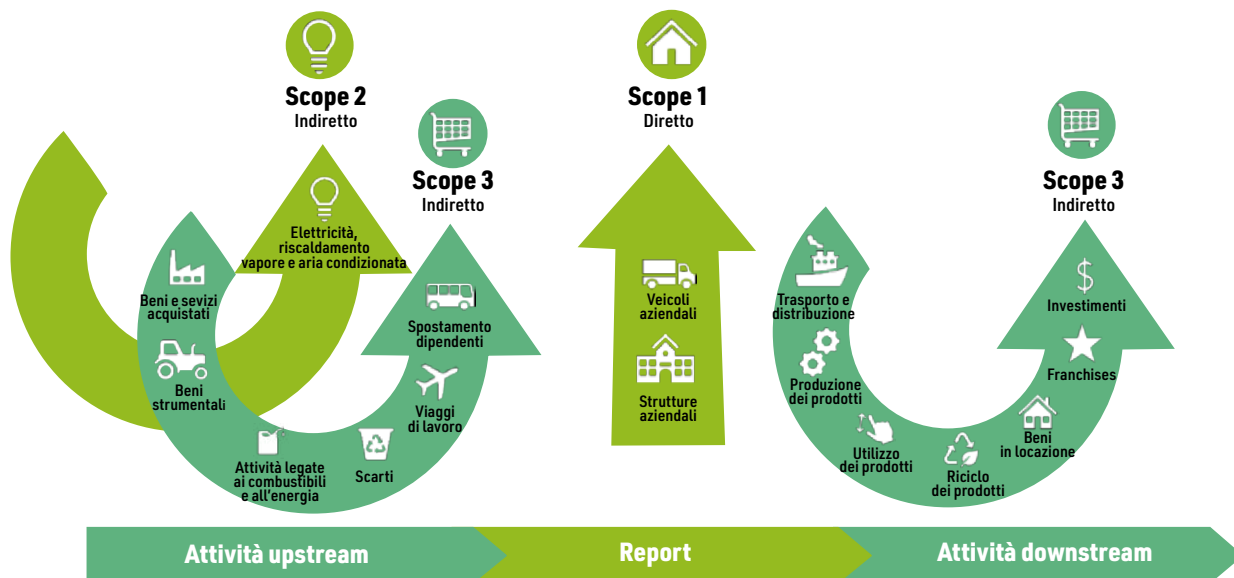 Scope 2
Indiretto
Scope 3
Indiretto
Elettricità,
riscaldamento
vapore e aria condizionata
Beni e sevizi
acquistati
Beni
strumentali
Attività legate
ai combustibili
e all'energia
Scarti
Viaggi
di lavoro
Spostamento
dipendenti
Scope 1
Diretto
Veicoli
aziendali
Strutture
aziendali
Scope 3
Indiretto
Trasporto e
distribuzione
Produzione
dei prodotti
Utilizzo
dei prodotti
Riciclo
dei prodotti
Beni
in locazione
Franchises
$
Investimenti
Attività upstream
Report
Attività downstream